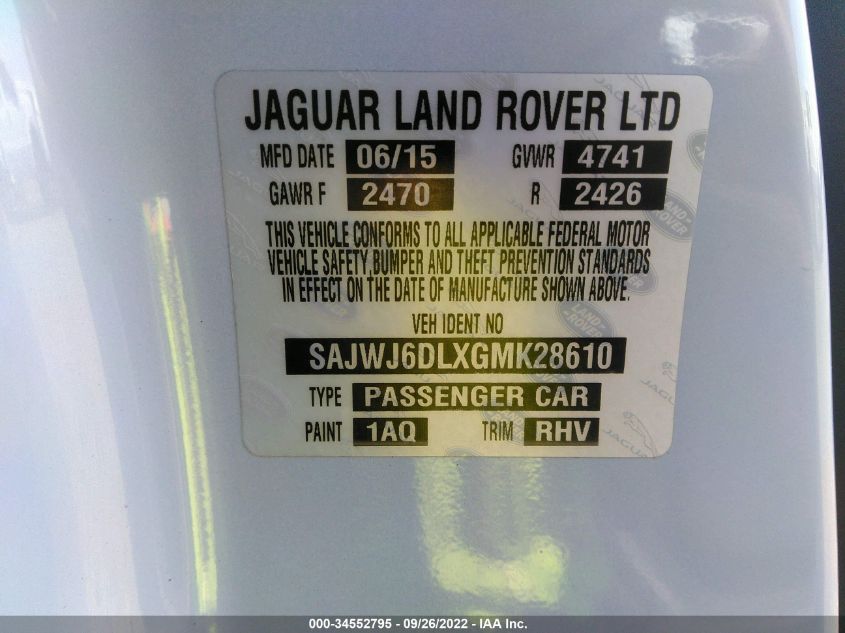 JAGUAR LAND ROVER LTD
MFD DATE 06/15 GVWR 4741
GAWR F 2470 R 2426
THIS VEHICLE CONFORMS TO ALL APPLICABLE FEDERAL MOTOR
VEHICLE SAFETY,BUMPER AND THEFT PREVENTION STANDARDS
IN EFFECT ON THE DATE OF MANUFACTURE SHOWN ABOVE.
VEH IDENT NO
SAJWJ6DLXGMK28610
TYPE PASSENGER CAR
PAINT 1AQ TRIM RHV
000-34552795 - 09/26/2022 - IAA Inc.